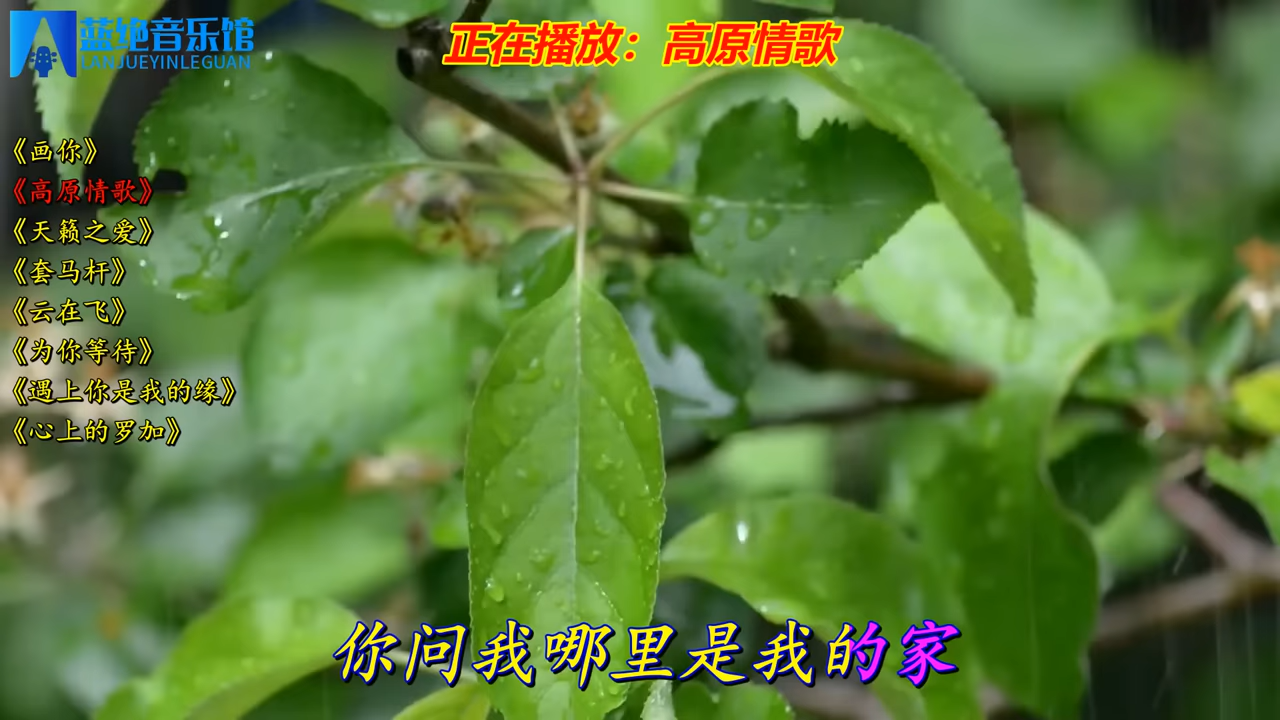 蓝绝音乐馆
LANJUEYINLEGUAN
正在播放：高原情歌
《画你》
《高原情歌》
《天籁之爱》
《套马杆》
《云在飞》
《为你等待》
《遇上你是我的缘》
《心上的罗加》
你问我哪里是我的家